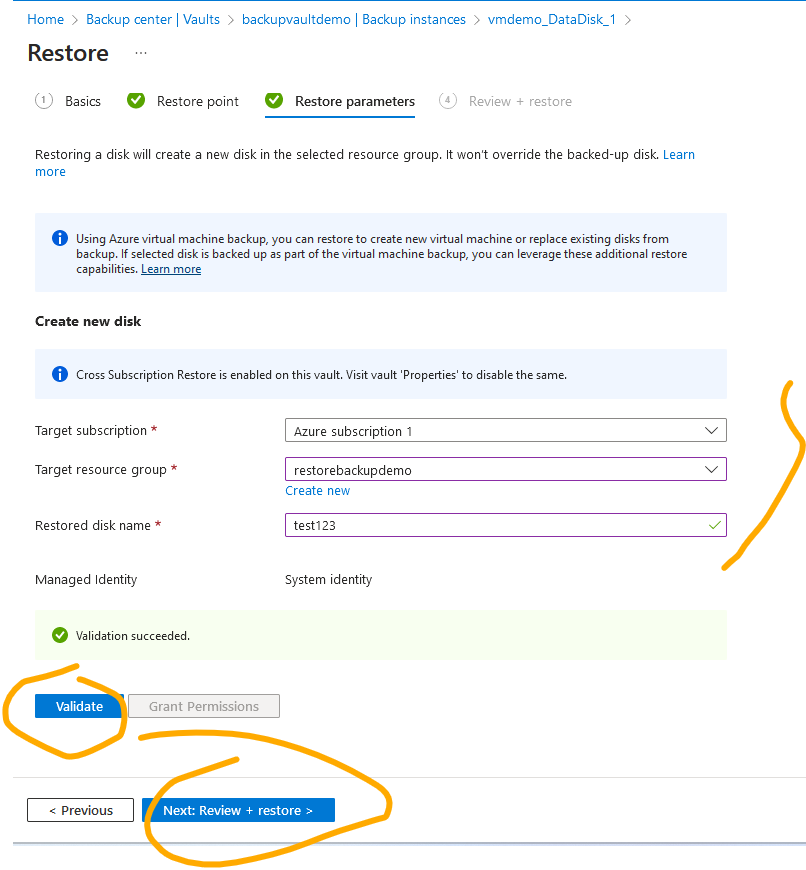 Home > Backup center | Vaults > backupvaultdemo | Backup instances > vmdemo_DataDisk_1 >
Restore ...
1 Basics Restore point Restore parameters 4 Review + restore
Restoring a disk will create a new disk in the selected resource group. It won't override the backed-up disk. Learn
more
Using Azure virtual machine backup, you can restore to create new virtual machine or replace existing disks from
backup. If selected disk is backed up as part of the virtual machine backup, you can leverage these additional restore
capabilities. Learn more
Create new disk
Cross Subscription Restore is enabled on this vault. Visit vault 'Properties' to disable the same.
Target subscription * Azure subscription 1
Target resource group * restorebackupdemo
Create new
Restored disk name * test123
Managed Identity System identity
Validation succeeded.
Validate Grant Permissions
< Previous Next: Review + restore >